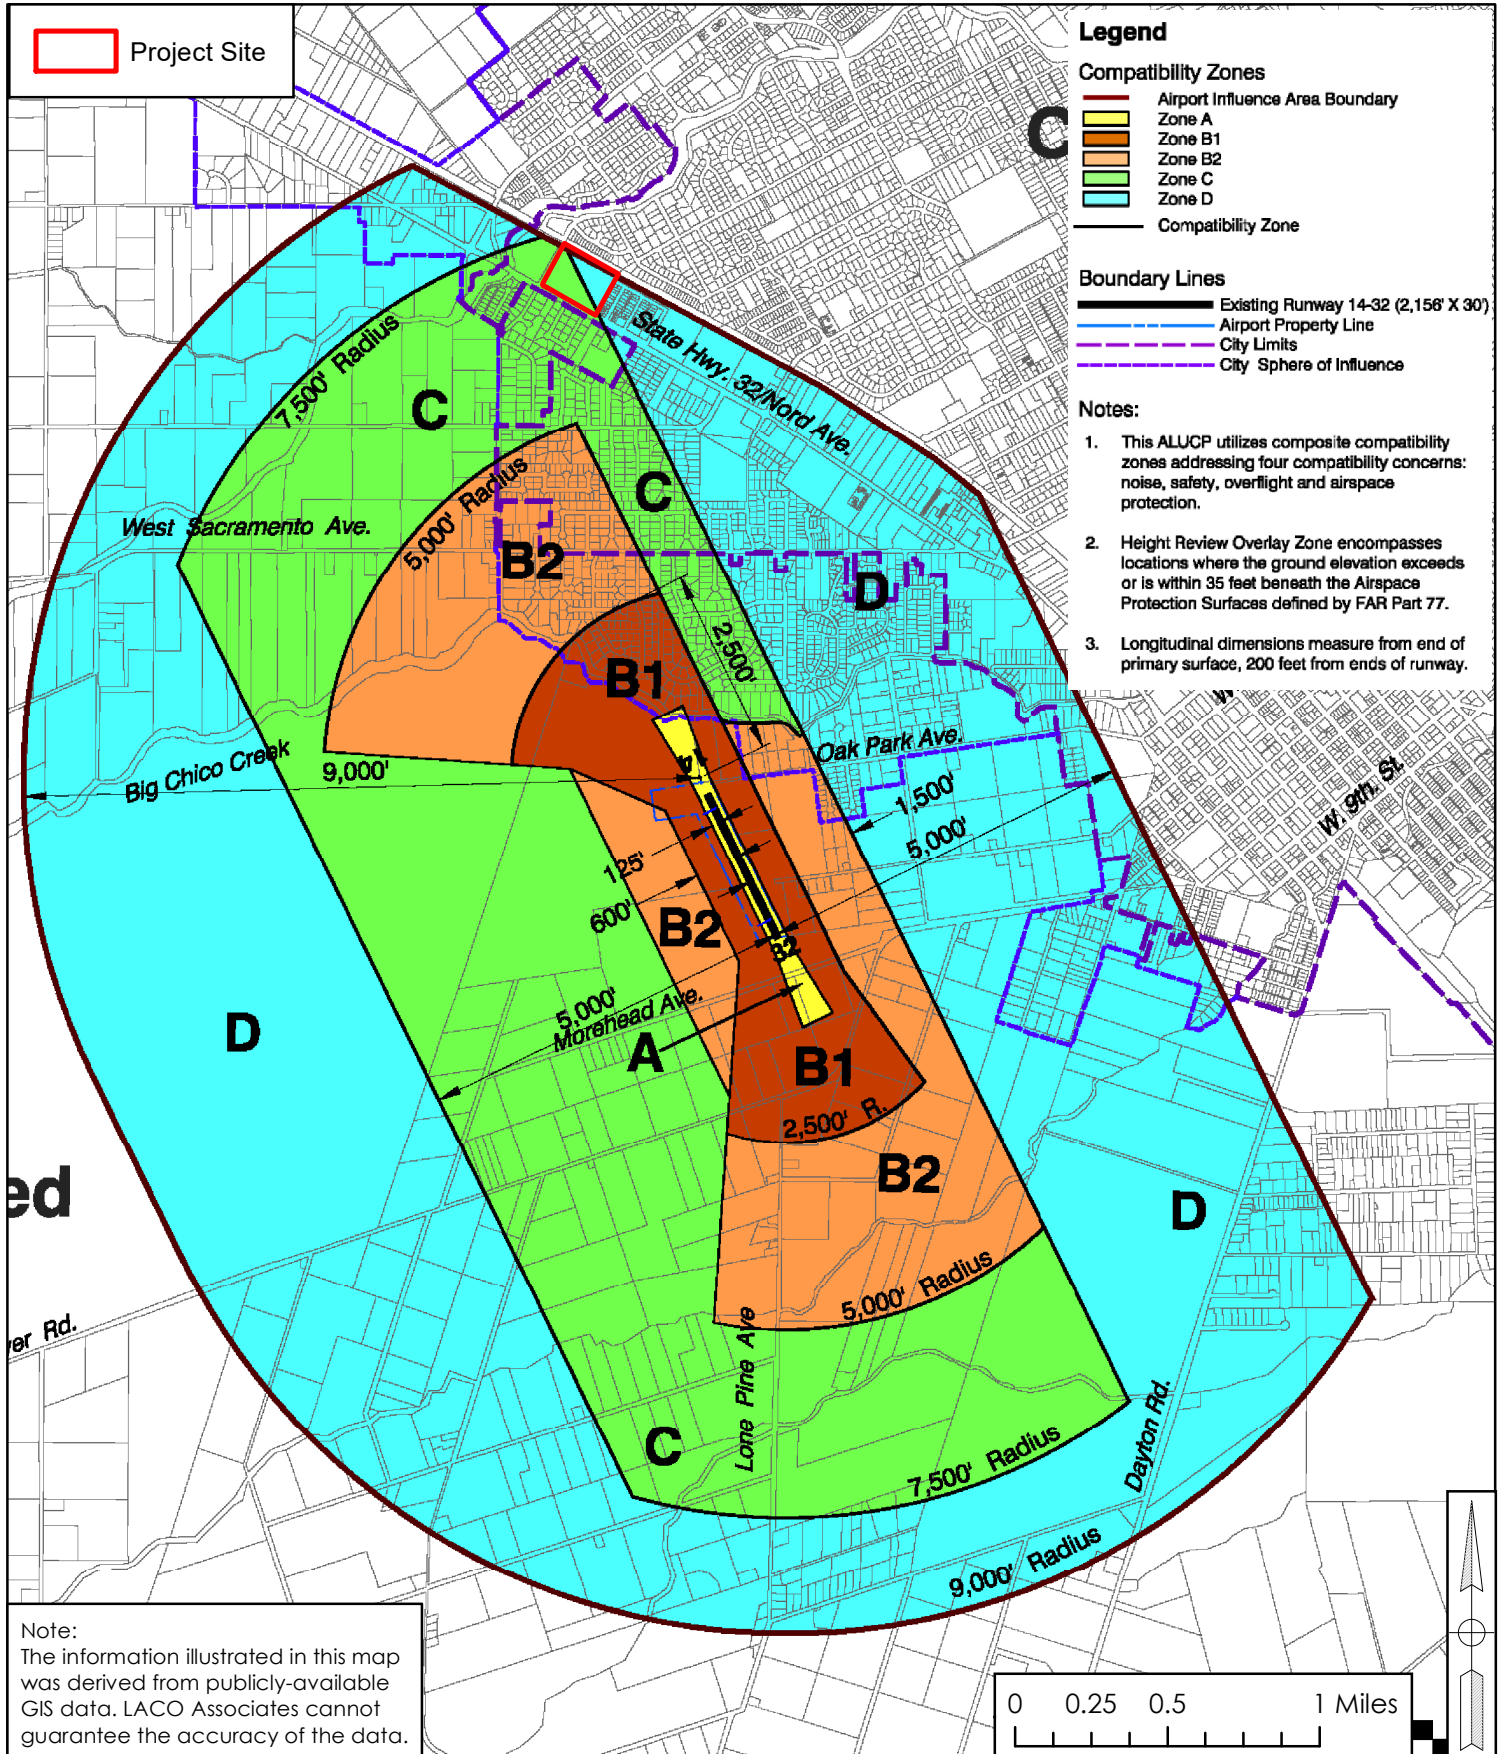 Project Site
Legend
Compatibility Zones
Airport Influence Area Boundary
Zone A
Zone B1
Zone B2
Zone C
Zone D
Compatibility Zone
Boundary Lines
Existing Runway 14-32 (2,156' X 30')
Airport Property Line
City Limits
City Sphere of Influence
Notes:
1. This ALUCP utilizes composite compatibility
zones addressing four compatibility concerns:
noise, safety, overflight and airspace
protection.
2. Height Review Overlay Zone encompasses
locations where the ground elevation exceeds
or is within 35 feet beneath the Airspace
Protection Surfaces defined by FAR Part 77.
3. Longitudinal dimensions measure from end of
primary surface, 200 feet from ends of runway.
C
State Hwy. 32/Nord Ave.
7,500' Radius
C
5,000' Radius
C
West Sacramento Ave.
B2
D
2,500'
B1
Oak Park Ave.
Big Chico Creek
9,000'
14
1,500'
W. 9th. St.
5,000'
125'
600'
B2
32
5,000'
Morehead Ave.
D
A
B1
2,500' R.
B2
ed
D
5,000' Radius
ver Rd.
Lone Pine Ave
Dayton Rd.
C
7,500' Radius
9,000' Radius
Note:
The information illustrated in this map
was derived from publicly-available
GIS data. LACO Associates cannot
guarantee the accuracy of the data.
0 0.25 0.5 1 Miles